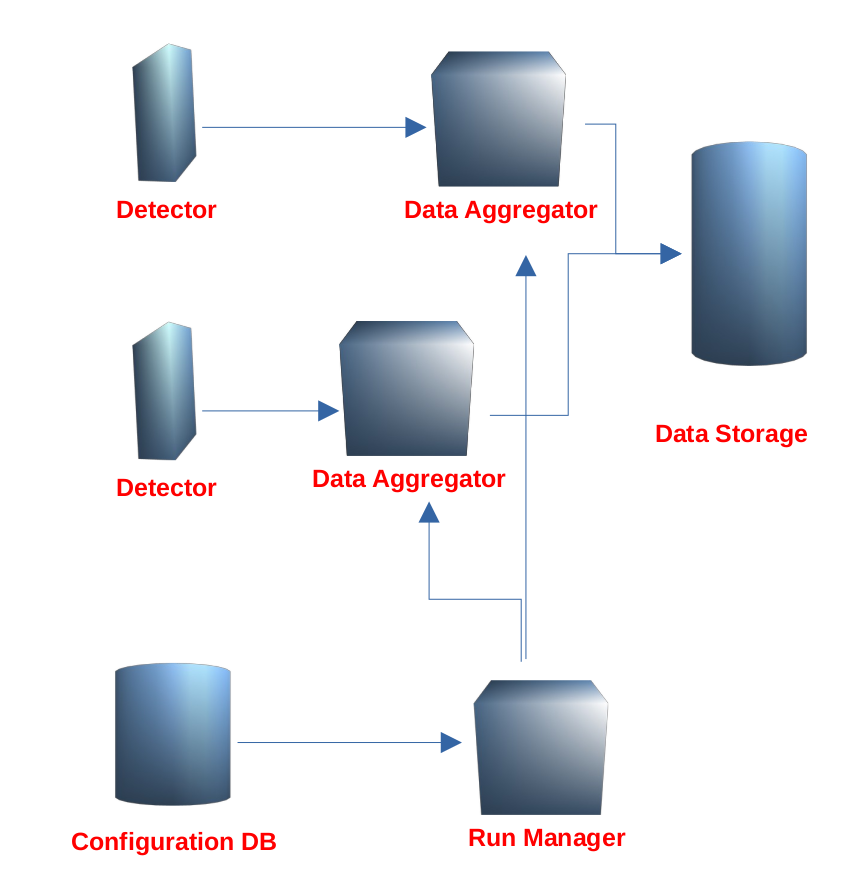 Detector
Data Aggregator
Data Storage
Detector
Data Aggregator
Configuration DB
Run Manager